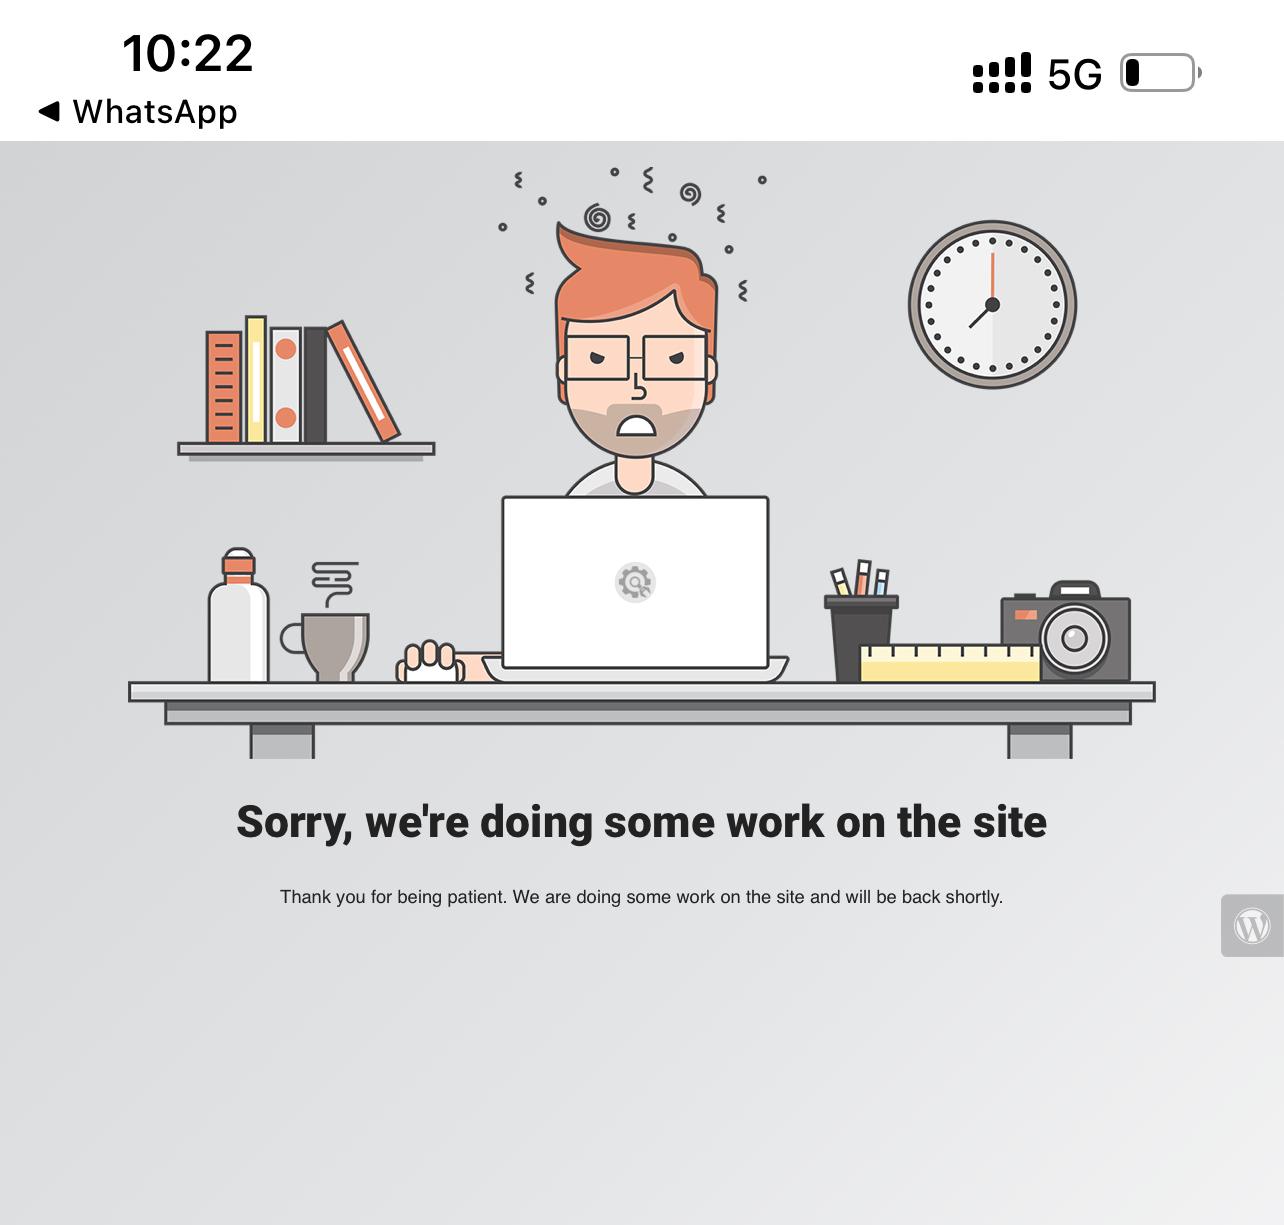 10:22
5G
◀ WhatsApp
Sorry, we're doing some work on the site
Thank you for being patient. We are doing some work on the site and will be back shortly.